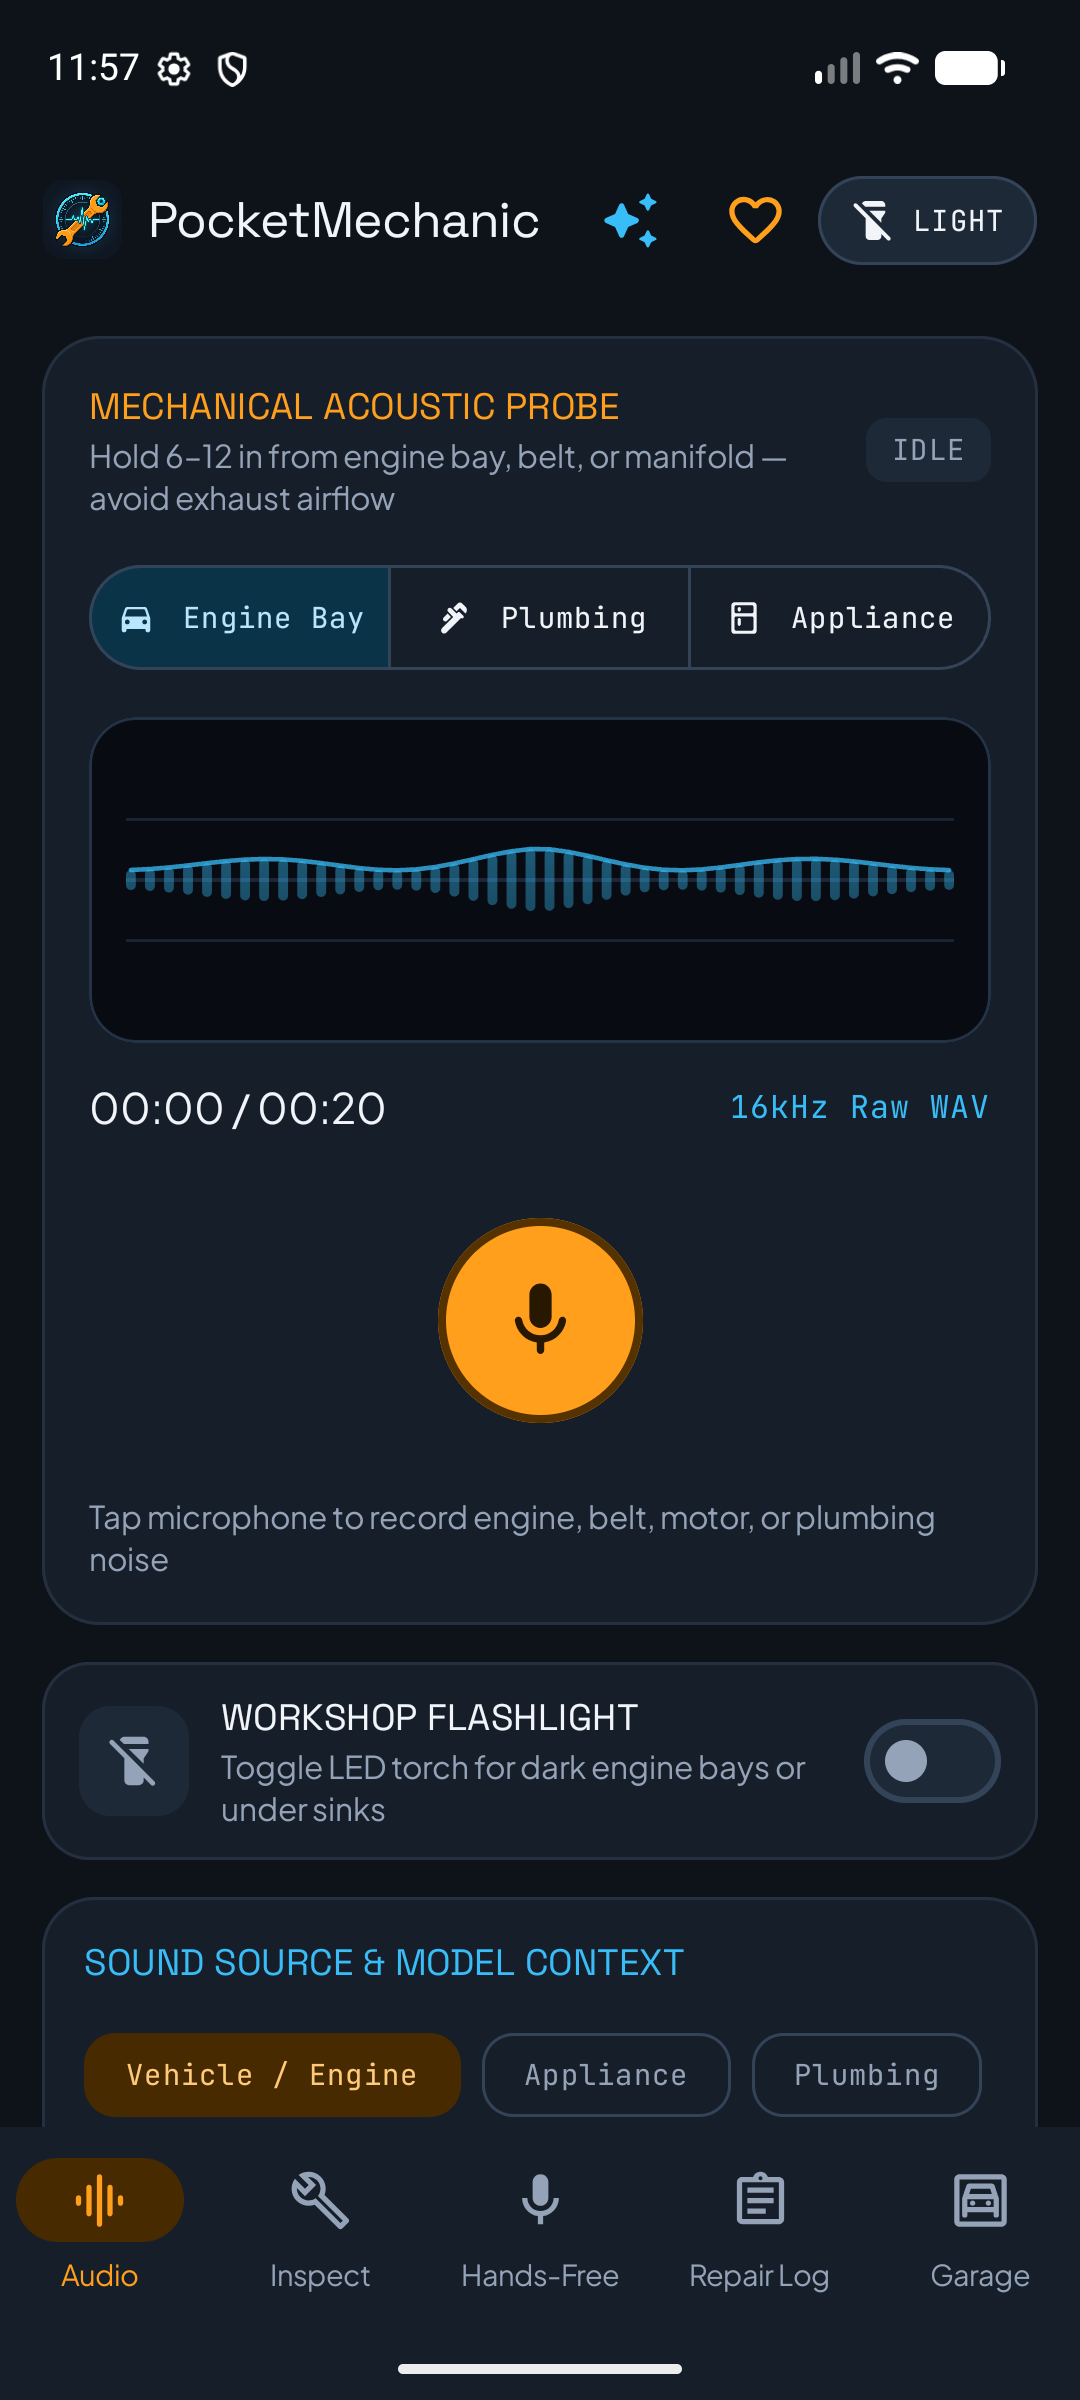 11:57
PocketMechanic
LIGHT
MECHANICAL ACOUSTIC PROBE
Hold 6–12 in from engine bay, belt, or manifold —
avoid exhaust airflow
IDLE
Engine Bay
Plumbing
Appliance
00:00 / 00:20
16kHz Raw WAV
Tap microphone to record engine, belt, motor, or plumbing
noise
WORKSHOP FLASHLIGHT
Toggle LED torch for dark engine bays or
under sinks
SOUND SOURCE & MODEL CONTEXT
Vehicle / Engine
Appliance
Plumbing
Audio
Inspect
Hands-Free
Repair Log
Garage